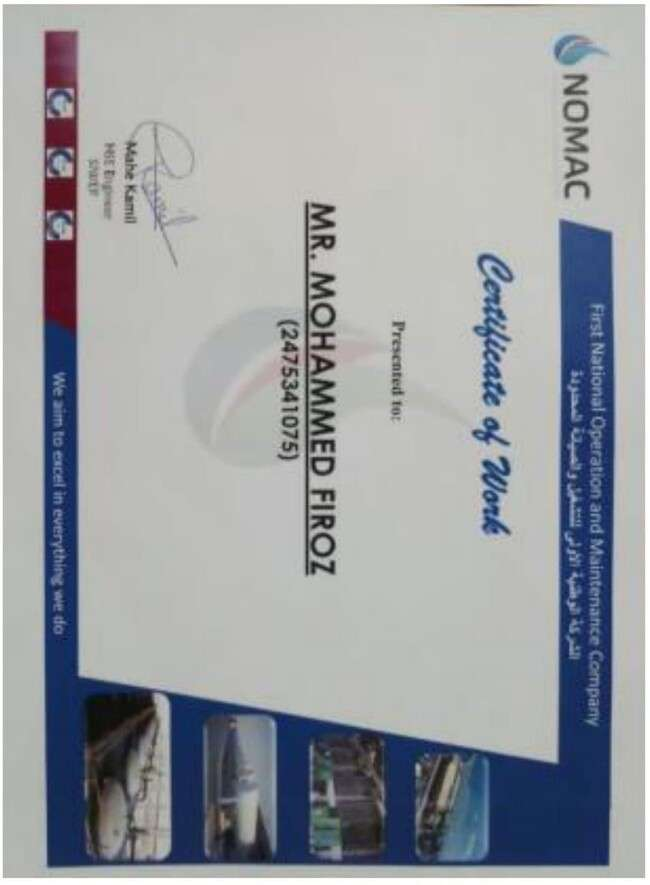 NOMAC
First National Operation and Maintenance Company
الشركة الوطنية الأولى للتشغيل والصيانة المحدودة
Certificate of Work
Presented to:
MR. MOHAMMED FIROZ
(2475341075)
Mahe Kamil
HSE Engineer
We aim to excel in everything we do